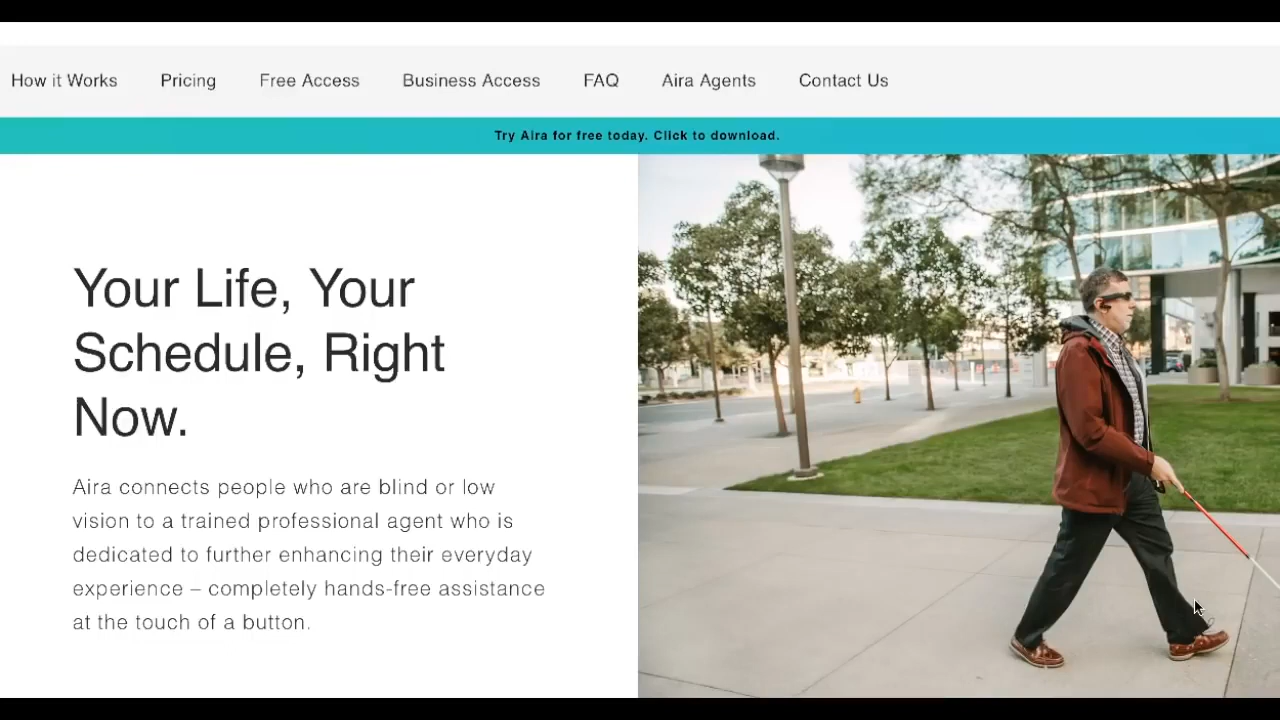 How it Works Pricing Free Access Business Access FAQ Aira Agents Contact Us
Try Aira for free today. Click to download.
Your Life, Your
Schedule, Right
Now.
Aira connects people who are blind or low
vision to a trained professional agent who is
dedicated to further enhancing their everyday
experience – completely hands-free assistance
at the touch of a button.